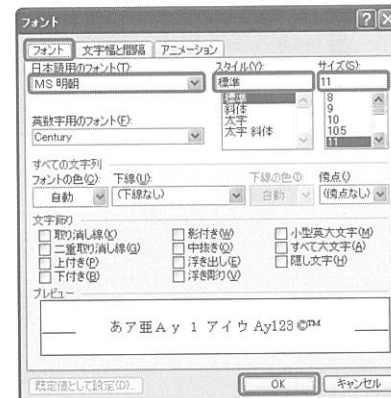 フォント
フォント 文字幅と間隔 アニメーション
日本語用のフォント(T): スタイル(Y): サイズ(S):
MS 明朝 標準 11
標準 8
斜体 9
太字 10
太字 斜体 10.5
11
英数字用のフォント(F):
Century
すべての文字列
フォントの色(C): 下線(U): 下線の色(I): 傍点(:)
自動 (下線なし) 自動 (傍点なし)
文字飾り
取り消し線(K) 影付き(W) 小型英大文字(M)
二重取り消し線(G) 中抜き(O) すべて大文字(A)
上付き(P) 浮き出し(E) 隠し文字(H)
下付き(B) 浮き彫り(V)
プレビュー
あア亜Ay 1 アイウ Ay123 ©™
既定値として設定(D)... OK キャンセル